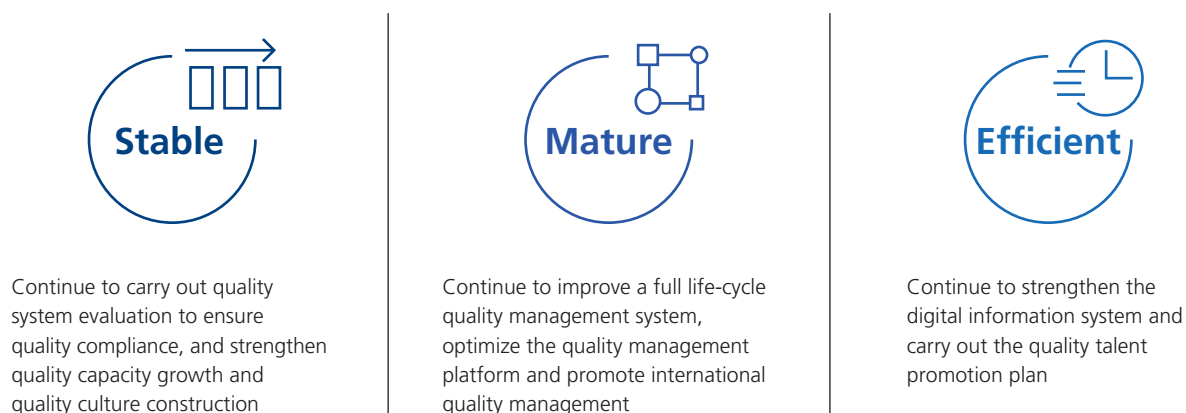 Stable
Continue to carry out quality
system evaluation to ensure
quality compliance, and strengthen
quality capacity growth and
quality culture construction
Mature
Continue to improve a full life-cycle
quality management system,
optimize the quality management
platform and promote international
quality management
Efficient
Continue to strengthen the
digital information system and
carry out the quality talent
promotion plan